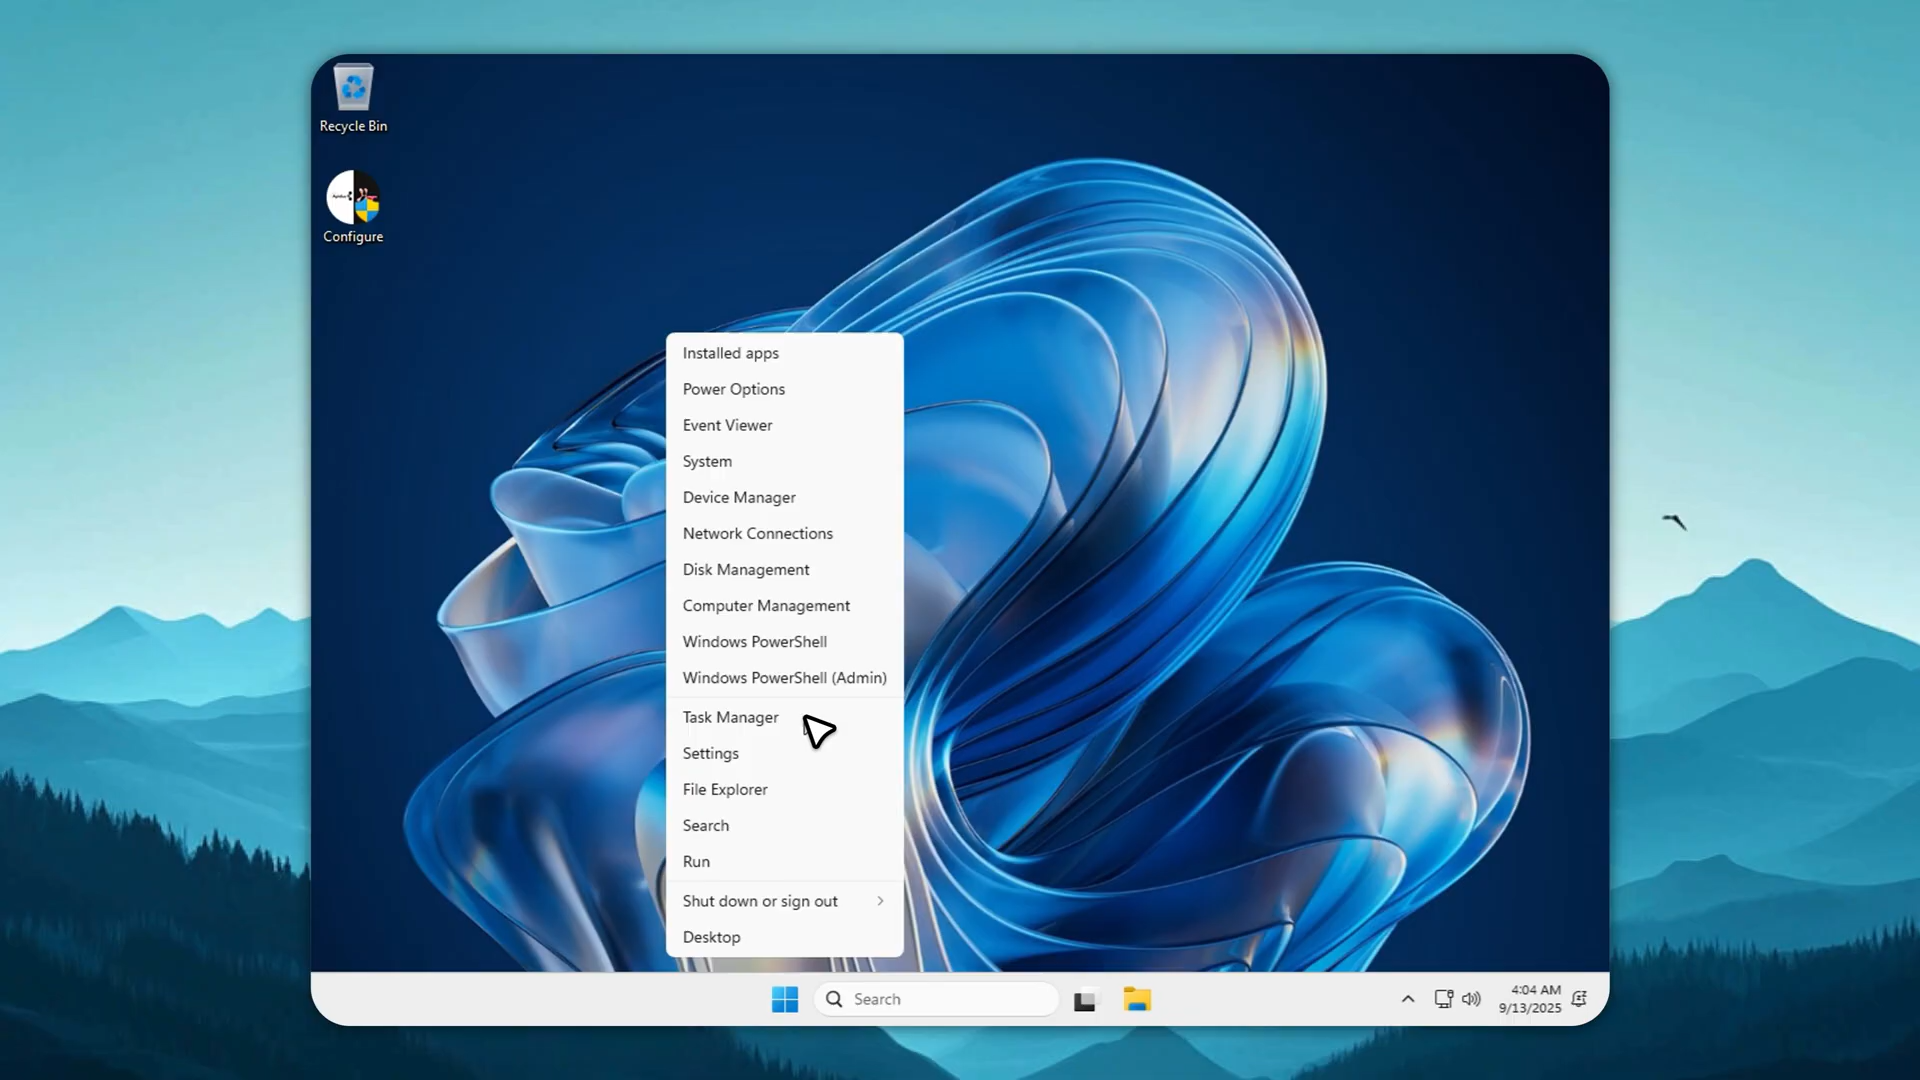 Recycle Bin
Configure
Installed apps
Power Options
Event Viewer
System
Device Manager
Network Connections
Disk Management
Computer Management
Windows PowerShell
Windows PowerShell (Admin)
Task Manager
Settings
File Explorer
Search
Run
Shut down or sign out
Desktop
Search
4:04 AM
9/13/2025